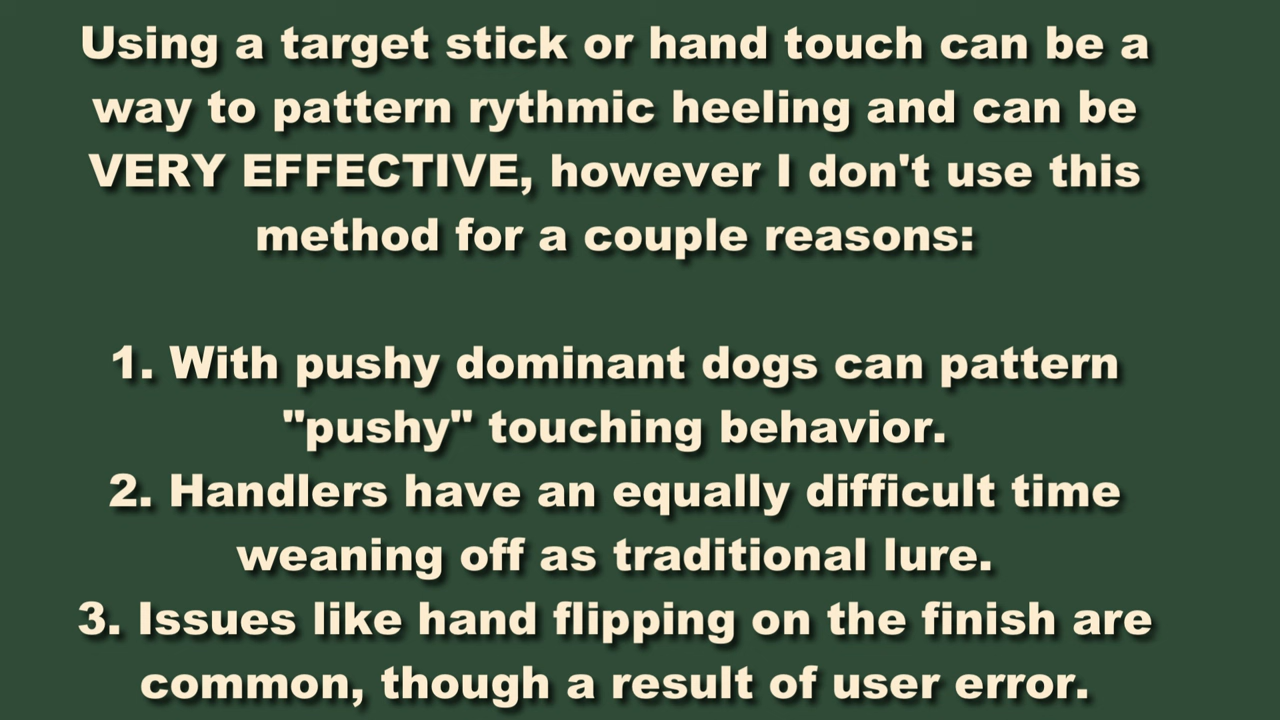 Using a target stick or hand touch can be a
way to pattern rythmic heeling and can be
VERY EFFECTIVE, however I don't use this
method for a couple reasons:
1. With pushy dominant dogs can pattern
"pushy" touching behavior.
2. Handlers have an equally difficult time
weaning off as traditional lure.
3. Issues like hand flipping on the finish are
common, though a result of user error.